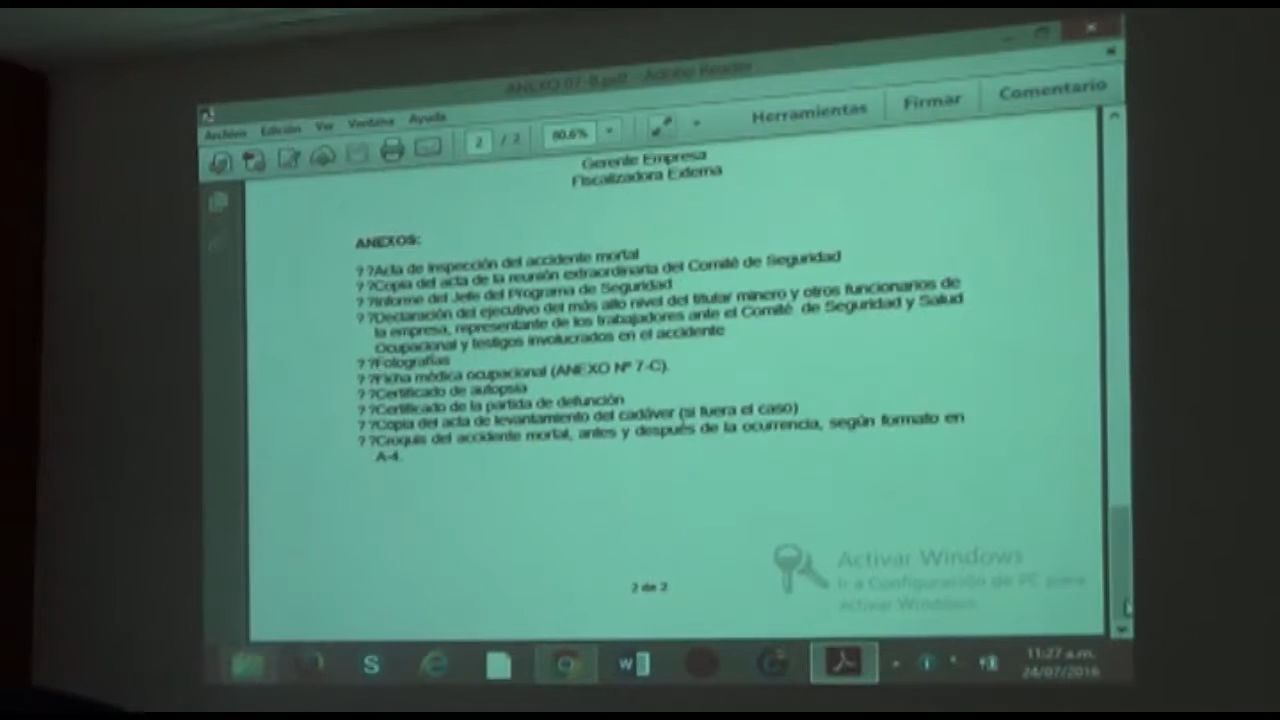 ANEXO 07-B.pdf - Adobe Reader
Archivo Edición Ver Ventana Ayuda
2 / 2 80,6% Herramientas Firmar Comentario
Gerente Empresa
Fiscalizadora Externa
ANEXOS:
? ?Acta de inspección del accidente mortal
? ?Copia del acta de la reunión extraordinaria del Comité de Seguridad
? ?Informe del Jefe del Programa de Seguridad
? ?Declaración del ejecutivo del más alto nivel del titular minero y otros funcionarios de
la empresa, representante de los trabajadores ante el Comité de Seguridad y Salud
Ocupacional y testigos involucrados en el accidente
? ?Fotografías
? ?Ficha médica ocupacional (ANEXO Nº 7-C).
? ?Certificado de autopsia
? ?Certificado de la partida de defunción
? ?Copia del acta de levantamiento del cadáver (si fuera el caso)
? ?Croquis del accidente mortal, antes y después de la ocurrencia, según formato en
A-4.
2 de 2
Activar Windows
Ir a Configuración de PC para
activar Windows.
11:27 a.m.
24/07/2016